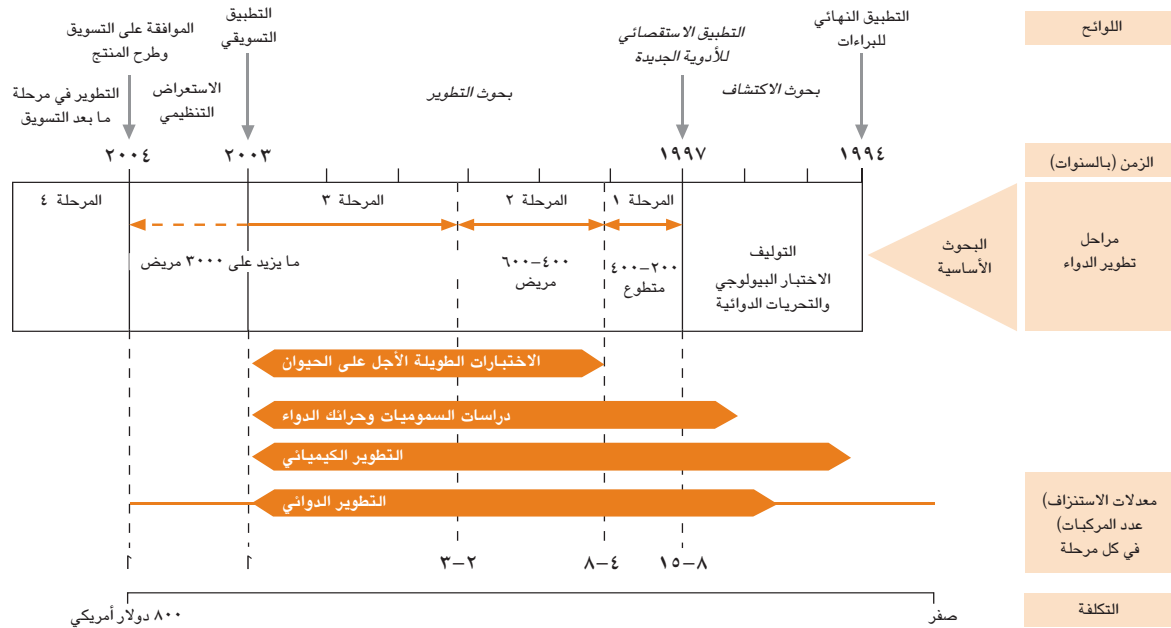 اللوائح
التطبيق النهائي
للبراءات
التطبيق الاستقصائي
للأدوية الجديدة
التطبيق
التسويقي
الموافقة على التسويق
وطرح المنتج
بحوث الاكتشاف
بحوث التطوير
الاستعراض
التنظيمي
التطوير في مرحلة
ما بعد التسويق
الزمن (بالسنوات)
١٩٩٤
١٩٩٧
٢٠٠٣
٢٠٠٤
مراحل
تطوير الدواء
البحوث
الأساسية
التوليف
الاختبار البيولوجي
والتحريات الدوائية
المرحلة ١
٢٠٠–٤٠٠
متطوع
المرحلة ٢
٤٠٠–٦٠٠
مريض
المرحلة ٣
ما يزيد على ٣٠٠٠ مريض
المرحلة ٤
الاختبارات الطويلة الأجل على الحيوان
دراسات السموميات وحرائك الدواء
التطوير الكيميائي
التطوير الدوائي
معدلات الاستنزاف)
عدد المركبات)
في كل مرحلة
٨–١٥
٤–٨
٢–٣
١
١
التكلفة
صفر
٨٠٠ دولار أمريكي